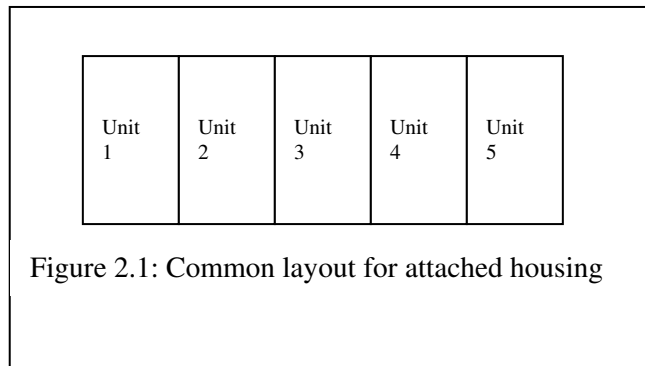 Unit
1
Unit
2
Unit
3
Unit
4
Unit
5
Figure 2.1: Common layout for attached housing